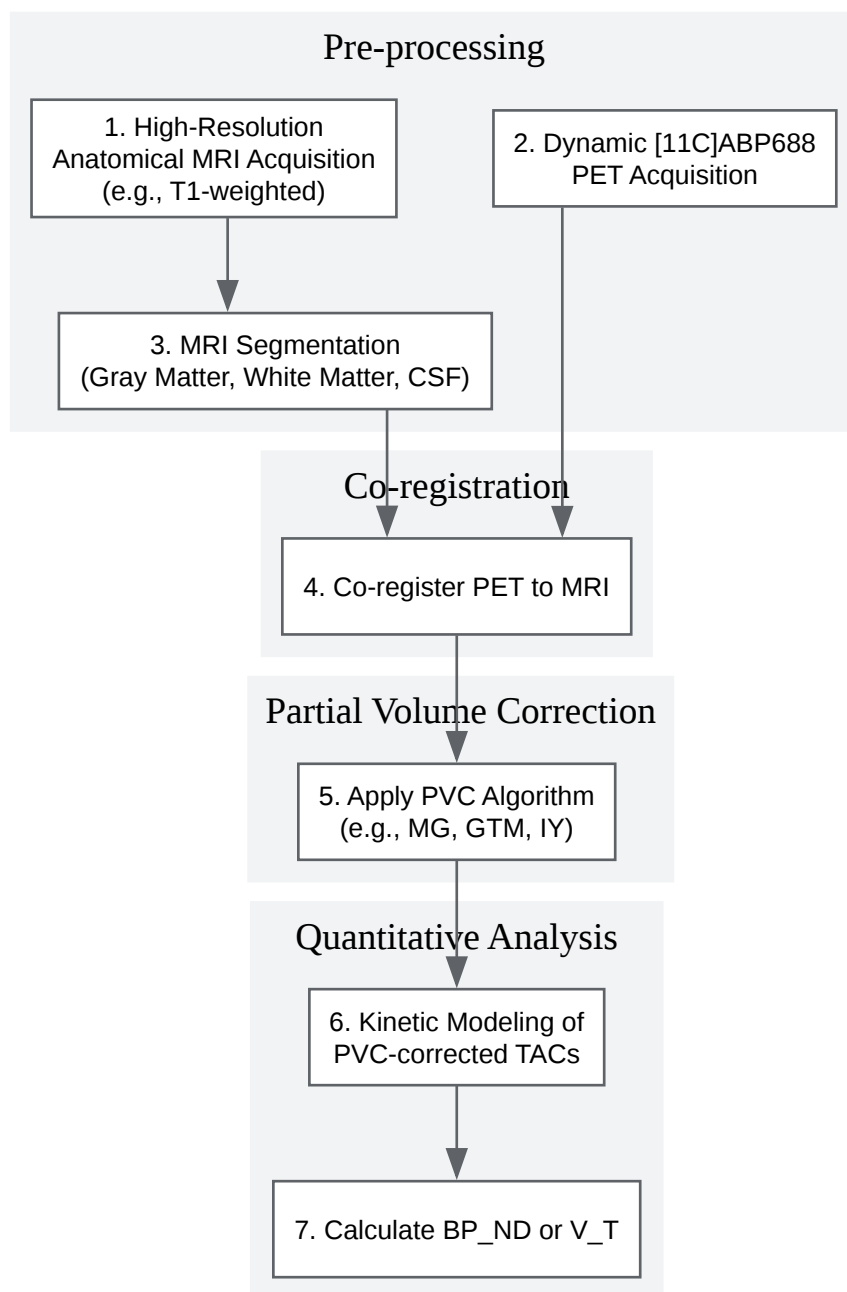 Pre-processing
1. High-Resolution
Anatomical MRI Acquisition
(e.g., T1-weighted)
2. Dynamic [11C]ABP688
PET Acquisition
3. MRI Segmentation
(Gray Matter, White Matter, CSF)
Co-registration
4. Co-register PET to MRI
Partial Volume Correction
5. Apply PVC Algorithm
(e.g., MG, GTM, IY)
Quantitative Analysis
6. Kinetic Modeling of
PVC-corrected TACs
7. Calculate BP_ND or V_T